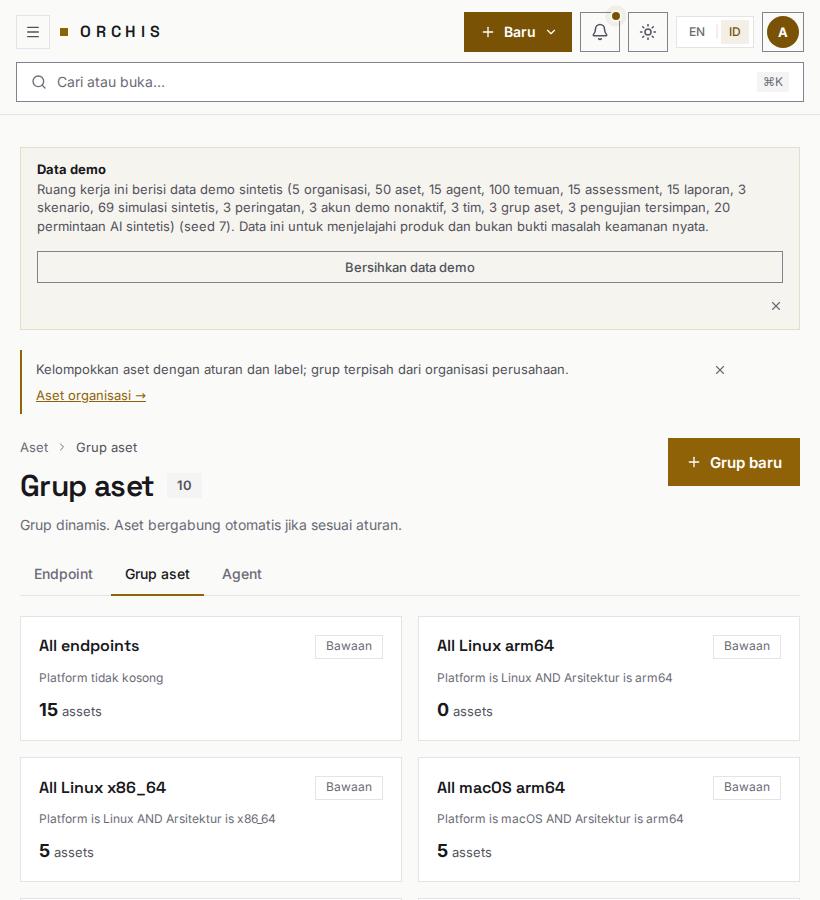 ORCHIS
Baru
EN
ID
A
Cari atau buka...
⌘K
Data demo
Ruang kerja ini berisi data demo sintetis (5 organisasi, 50 aset, 15 agent, 100 temuan, 15 assessment, 15 laporan, 3
skenario, 69 simulasi sintetis, 3 peringatan, 3 akun demo nonaktif, 3 tim, 3 grup aset, 3 pengujian tersimpan, 20
permintaan AI sintetis) (seed 7). Data ini untuk menjelajahi produk dan bukan bukti masalah keamanan nyata.
Bersihkan data demo
Kelompokkan aset dengan aturan dan label; grup terpisah dari organisasi perusahaan.
Aset organisasi →
Aset > Grup aset
Grup baru
Grup aset 10
Grup dinamis. Aset bergabung otomatis jika sesuai aturan.
Endpoint
Grup aset
Agent
All endpoints
Bawaan
Platform tidak kosong
15 assets
All Linux arm64
Bawaan
Platform is Linux AND Arsitektur is arm64
0 assets
All Linux x86_64
Bawaan
Platform is Linux AND Arsitektur is x86_64
5 assets
All macOS arm64
Bawaan
Platform is macOS AND Arsitektur is arm64
5 assets